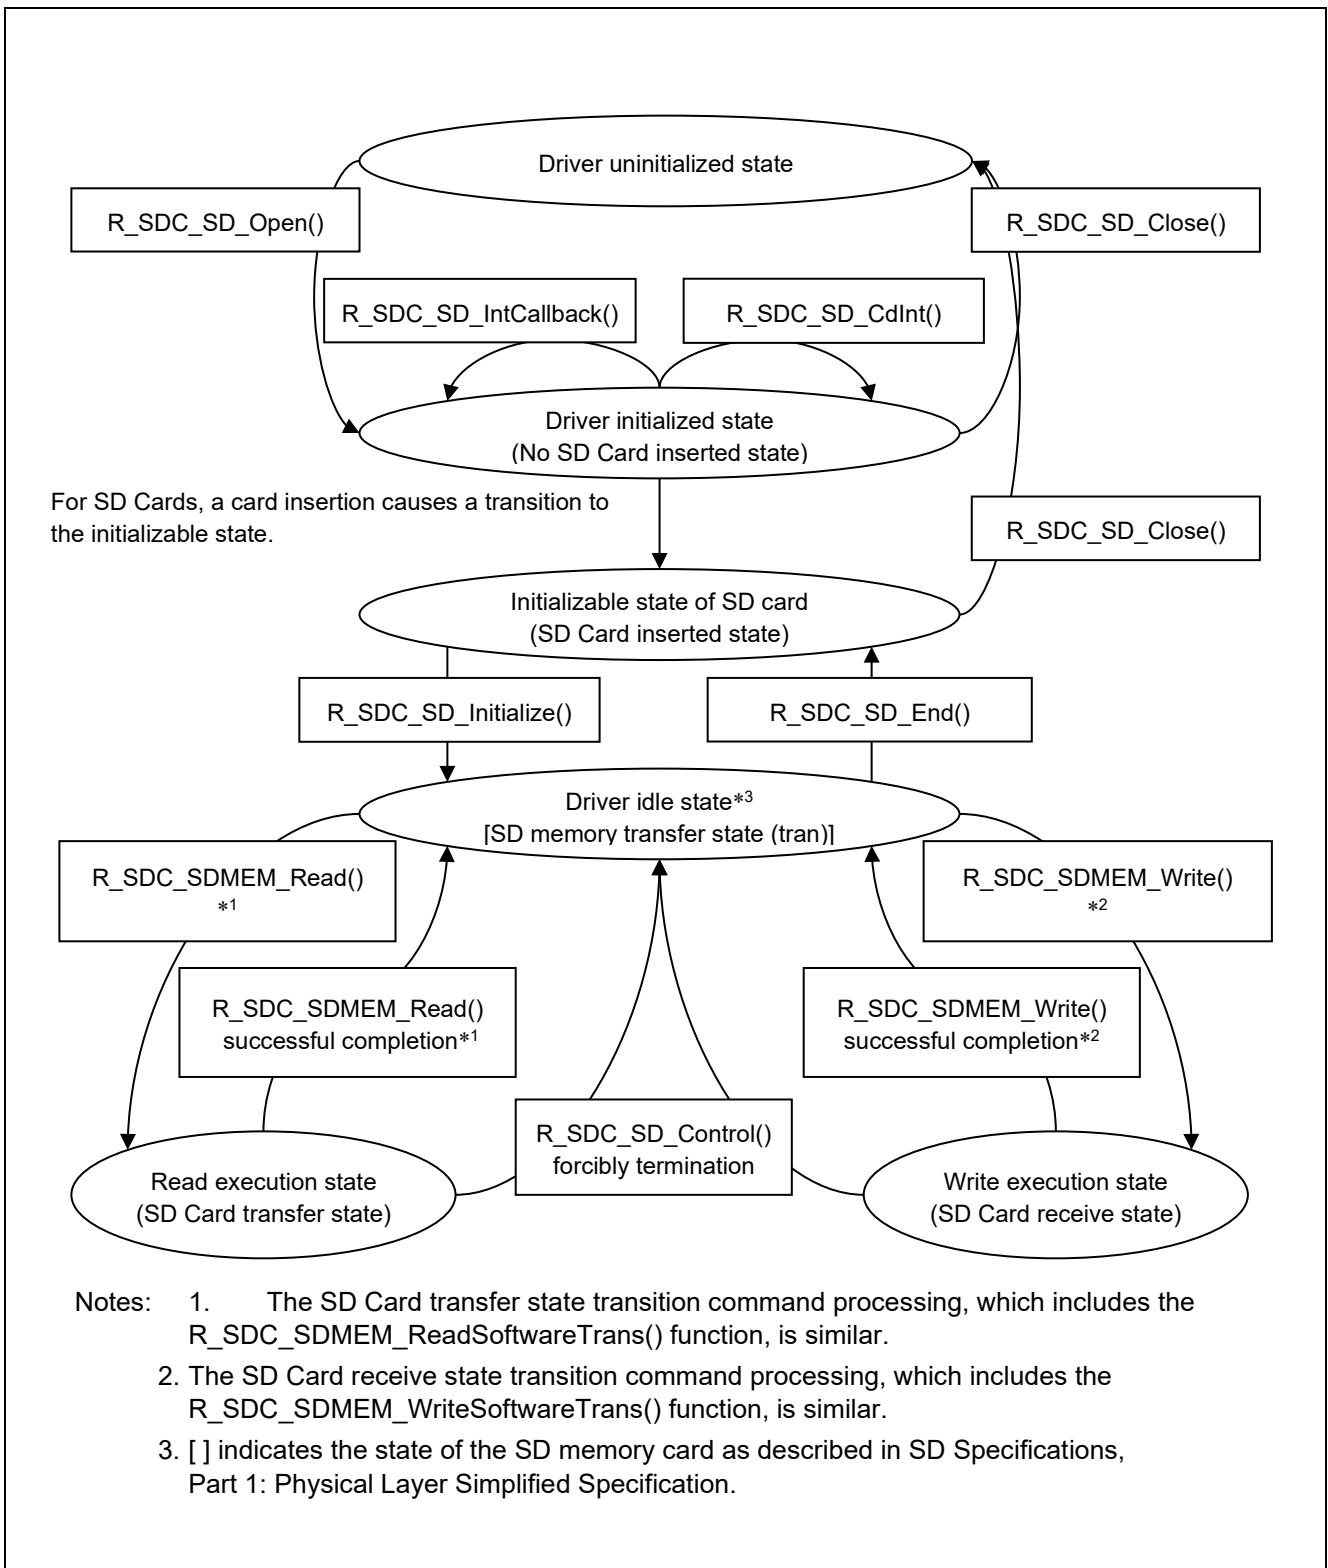 Driver uninitialized state
R_SDC_SD_Open()
R_SDC_SD_Close()
R_SDC_SD_IntCallback()
R_SDC_SD_CdInt()
Driver initialized state
(No SD Card inserted state)
For SD Cards, a card insertion causes a transition to
the initializable state.
R_SDC_SD_Close()
Initializable state of SD card
(SD Card inserted state)
R_SDC_SD_Initialize()
R_SDC_SD_End()
Driver idle state*3
[SD memory transfer state (tran)]
R_SDC_SDMEM_Read()
*1
R_SDC_SDMEM_Write()
*2
R_SDC_SDMEM_Read()
successful completion*1
R_SDC_SDMEM_Write()
successful completion*2
R_SDC_SD_Control()
forcibly termination
Read execution state
(SD Card transfer state)
Write execution state
(SD Card receive state)
Notes: 1. The SD Card transfer state transition command processing, which includes the
R_SDC_SDMEM_ReadSoftwareTrans() function, is similar.
2. The SD Card receive state transition command processing, which includes the
R_SDC_SDMEM_WriteSoftwareTrans() function, is similar.
3. [ ] indicates the state of the SD memory card as described in SD Specifications,
Part 1: Physical Layer Simplified Specification.